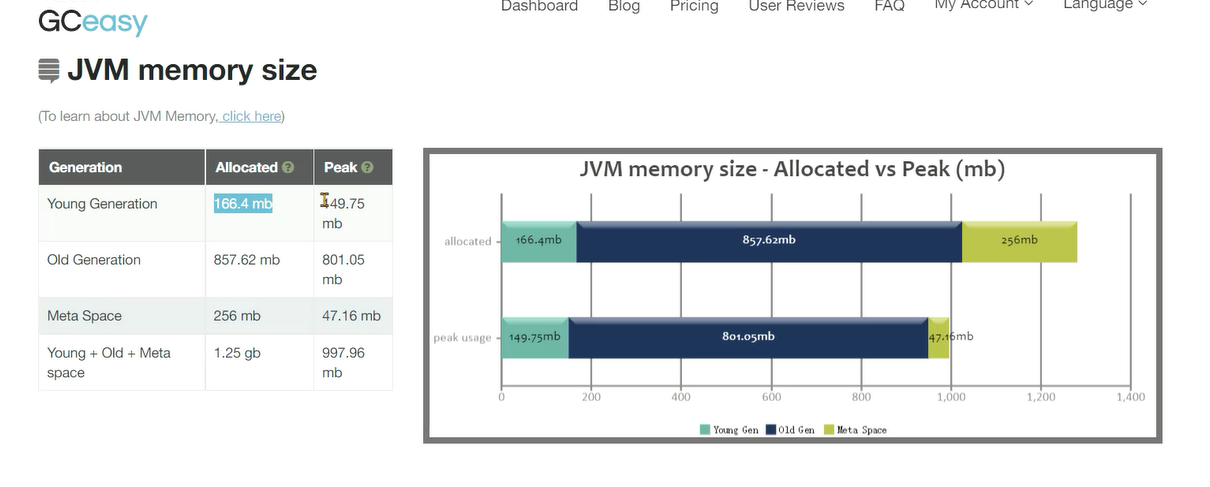 Dashboard Blog Pricing User Reviews FAQ My Account Language
GCeasy
JVM memory size
(To learn about JVM Memory, click here)
Generation Allocated ? Peak ?
Young Generation 166.4 mb 149.75
mb
Old Generation 857.62 mb 801.05
mb
Meta Space 256 mb 47.16 mb
Young + Old + Meta 1.25 gb 997.96
space mb
JVM memory size - Allocated vs Peak (mb)
allocated 166.4mb 857.62mb 256mb
peak usage 149.75mb 801.05mb 47.16mb
0 200 400 600 800 1,000 1,200 1,400
Young Gen Old Gen Meta Space